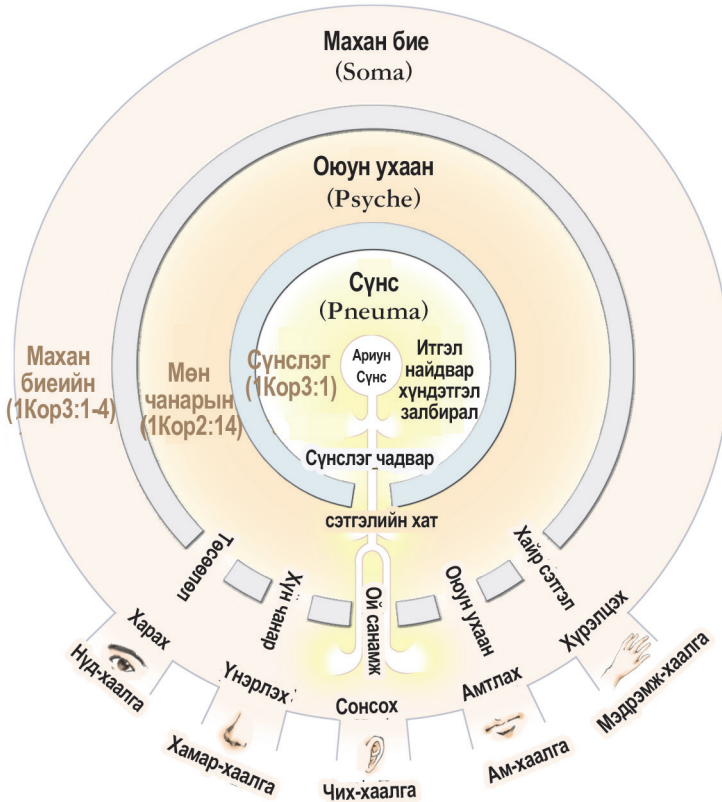 Махан бие
(Soma)
Оюун ухаан
(Psyche)
Сүнс
(Pneuma)
Ариун
Сүнс
Итгэл
найдвар
хүндэтгэл
залбирал
Сүнслэг
(1Кор3:1)
Мөн
чанарын
(1Кор2:14)
Махан
биеийн
(1Кор3:1-4)
Сүнслэг чадвар
сэтгэлийн хат
Төсөөлөл
Хүн чанар
Ой санамж
Оюун ухаан
Хайр сэтгэл
Харах
Үнэрлэх
Сонсох
Амтлах
Хүрэлцэх
Нүд-хаалга
Хамар-хаалга
Чих-хаалга
Ам-хаалга
Мэдрэмж-хаалга